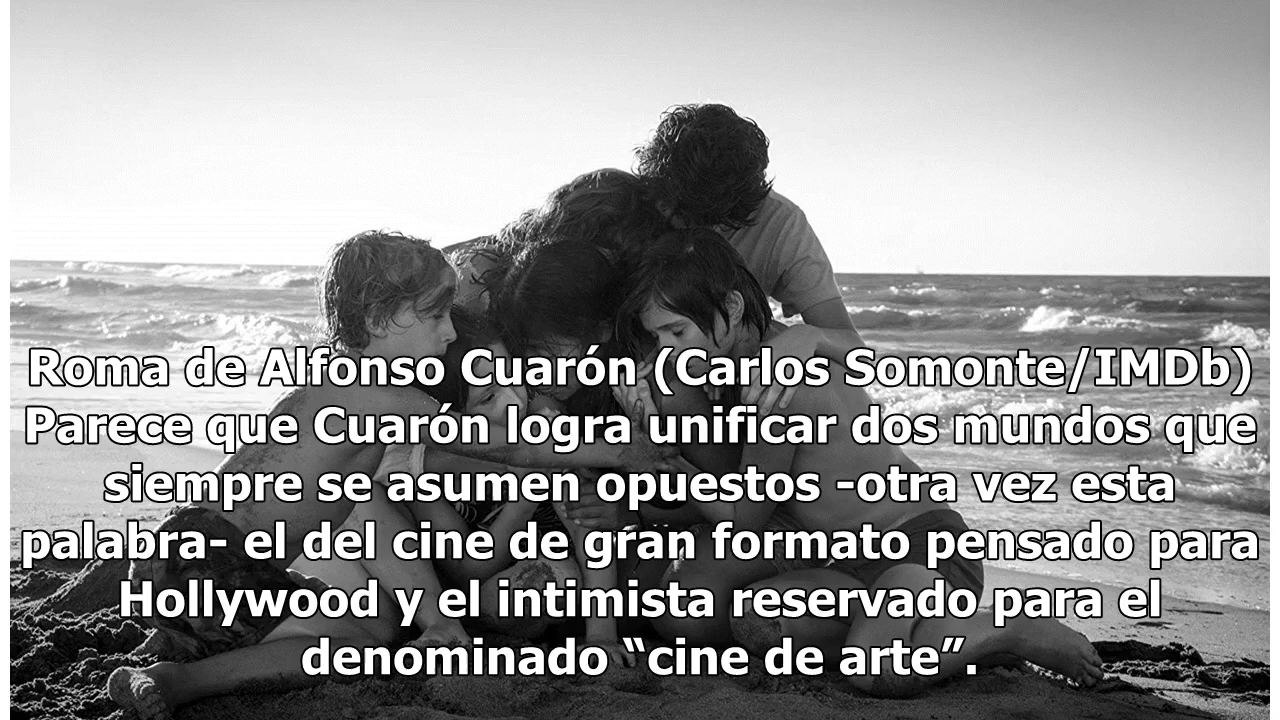 Roma de Alfonso Cuarón (Carlos Somonte/IMDb)
Parece que Cuarón logra unificar dos mundos que
siempre se asumen opuestos -otra vez esta
palabra- el del cine de gran formato pensado para
Hollywood y el intimista reservado para el
denominado “cine de arte”.